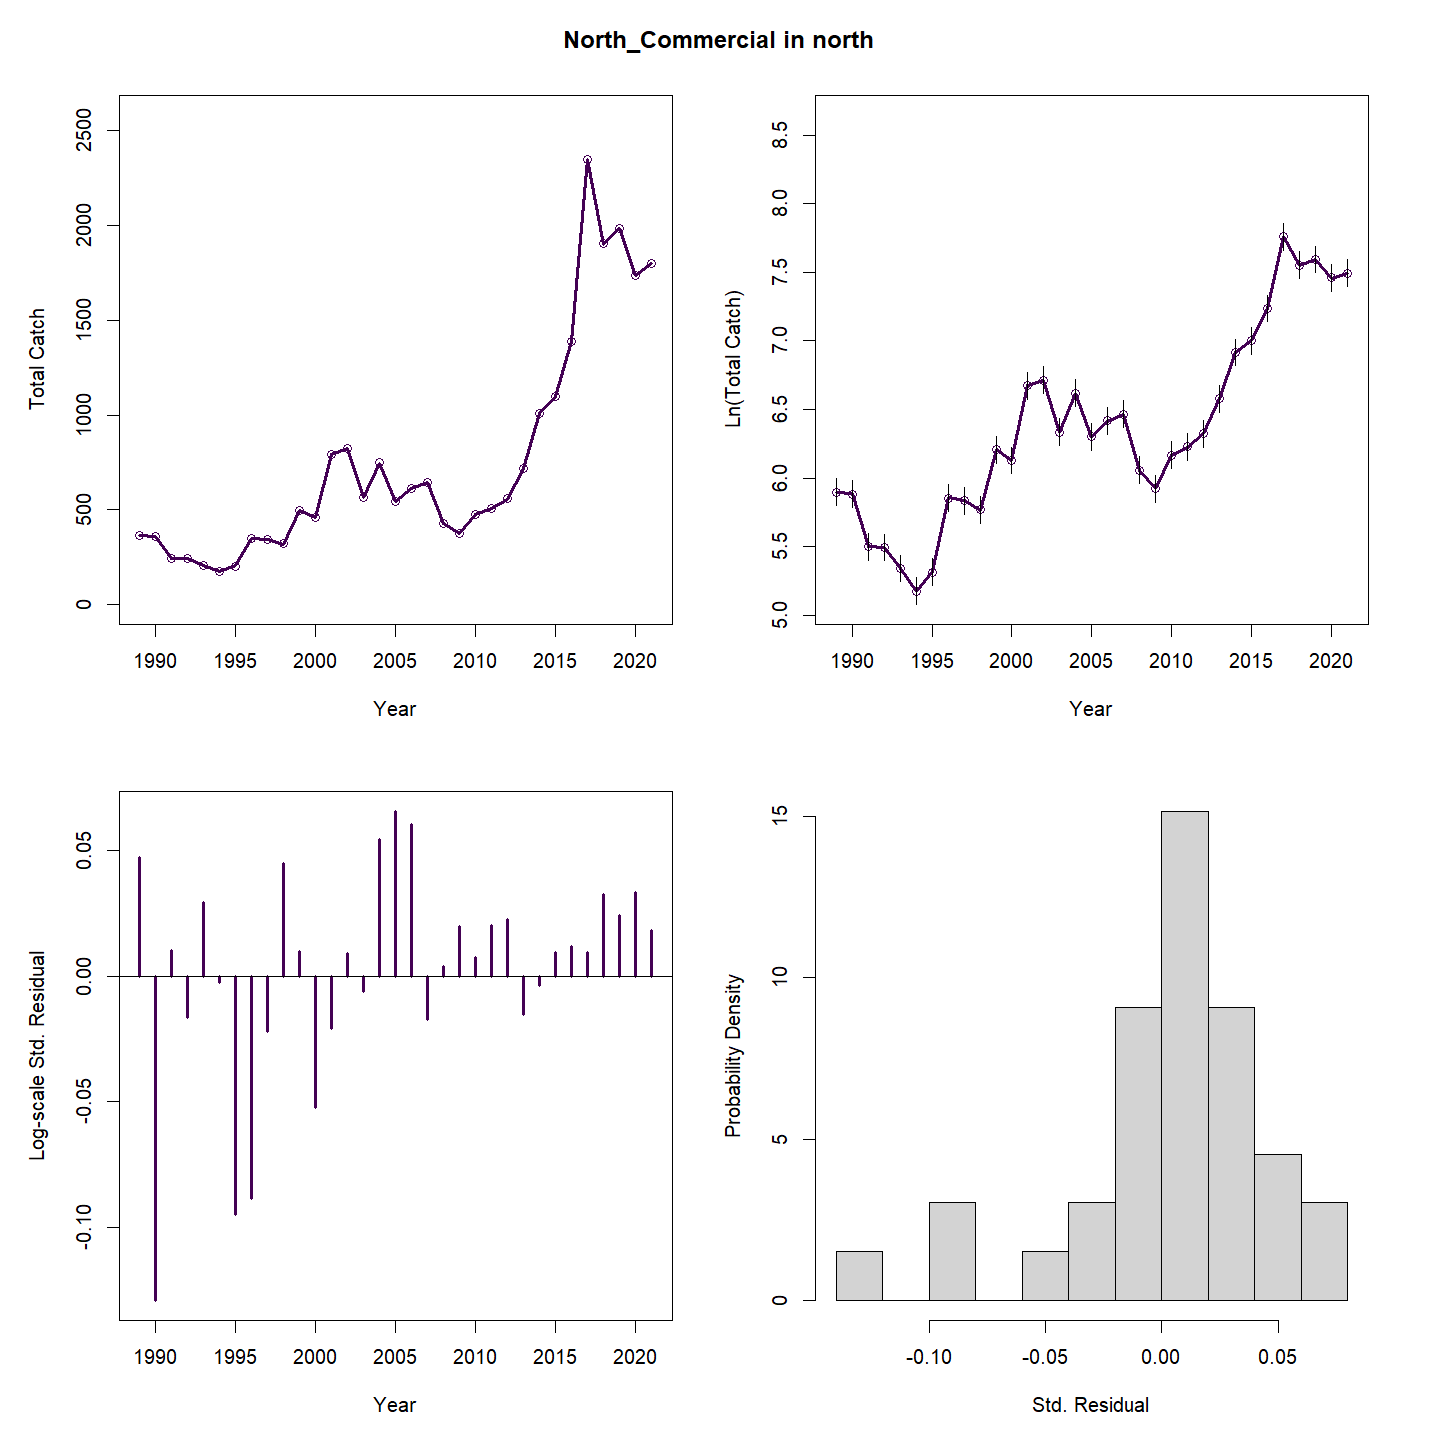 North_Commercial in north
Total Catch
2500
2000
1500
1000
500
0
1990 1995 2000 2005 2010 2015 2020
Year
Ln(Total Catch)
8.5
8.0
7.5
7.0
6.5
6.0
5.5
5.0
1990 1995 2000 2005 2010 2015 2020
Year
Log-scale Std. Residual
0.05
0.00
-0.05
-0.10
1990 1995 2000 2005 2010 2015 2020
Year
Probability Density
15
10
5
0
-0.10 -0.05 0.00 0.05
Std. Residual